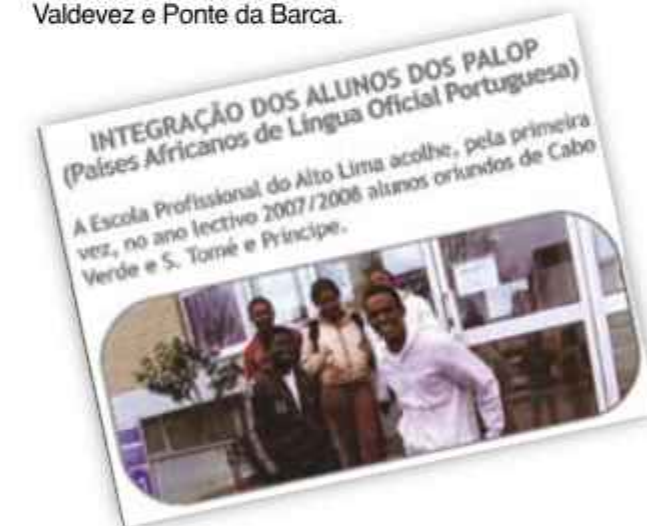 Valdevez e Ponte da Barca.
INTEGRAÇÃO DOS ALUNOS DOS PALOP
(Países Africanos de Língua Oficial Portuguesa)
A Escola Profissional do Alto Lima acolhe, pela primeira
vez, no ano lectivo 2007/2008 alunos oriundos de Cabo
Verde e S. Tomé e Príncipe.